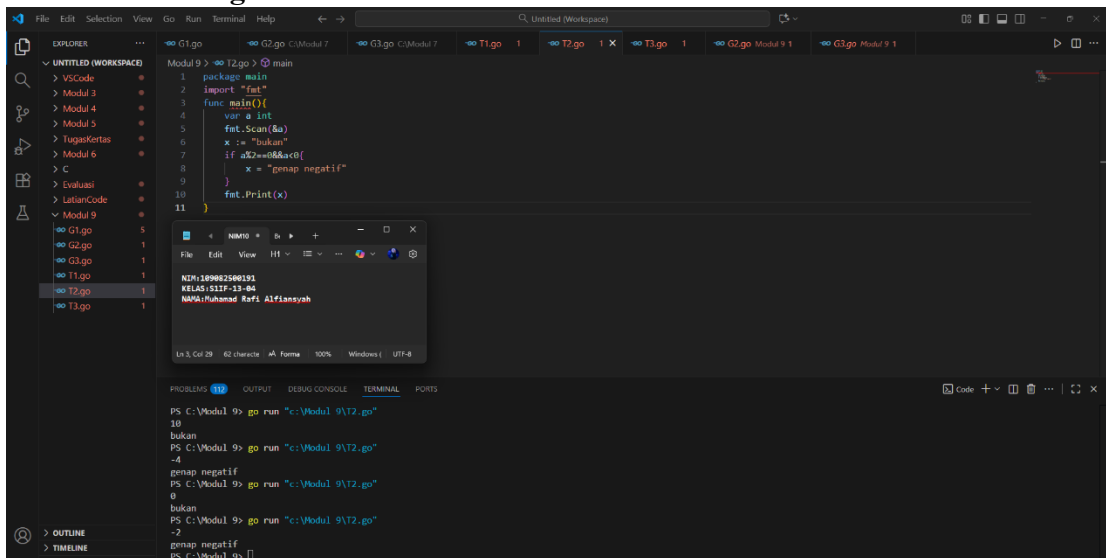 File Edit Selection View Go Run Terminal Help
Untitled (Workspace)
EXPLORER
G1.go
G2.go C:\Modul 7
G3.go C:\Modul 7
T1.go 1
T2.go 1
T3.go 1
G2.go Modul 9 1
G3.go Modul 9 1
UNTITLED (WORKSPACE)
VSCode
Modul 3
Modul 4
Modul 5
TugasKertas
Modul 6
C
Evaluasi
LatianCode
Modul 9
G1.go 5
G2.go 1
G3.go 1
T1.go 1
T2.go 1
T3.go 1
OUTLINE
TIMELINE
Modul 9 > T2.go > main
1 package main
2 import "fmt"
3 func main(){
4 var a int
5 fmt.Scan(&a)
6 x := "bukan"
7 if a%2==0&&a<0{
8 x = "genap negatif"
9 }
10 fmt.Print(x)
11 }
NIM10
File Edit View H1
NIM:109082500191
KELAS:S1IF-13-04
NAMA:Muhamad Rafi Alfiansyah
Ln 3, Col 29 62 characte Forma 100% Windows ( UTF-8
PROBLEMS 112 OUTPUT DEBUG CONSOLE TERMINAL PORTS
Code
PS C:\Modul 9> go run "c:\Modul 9\T2.go"
10
bukan
PS C:\Modul 9> go run "c:\Modul 9\T2.go"
-4
genap negatif
PS C:\Modul 9> go run "c:\Modul 9\T2.go"
0
bukan
PS C:\Modul 9> go run "c:\Modul 9\T2.go"
-2
genap negatif
PS C:\Modul 9>